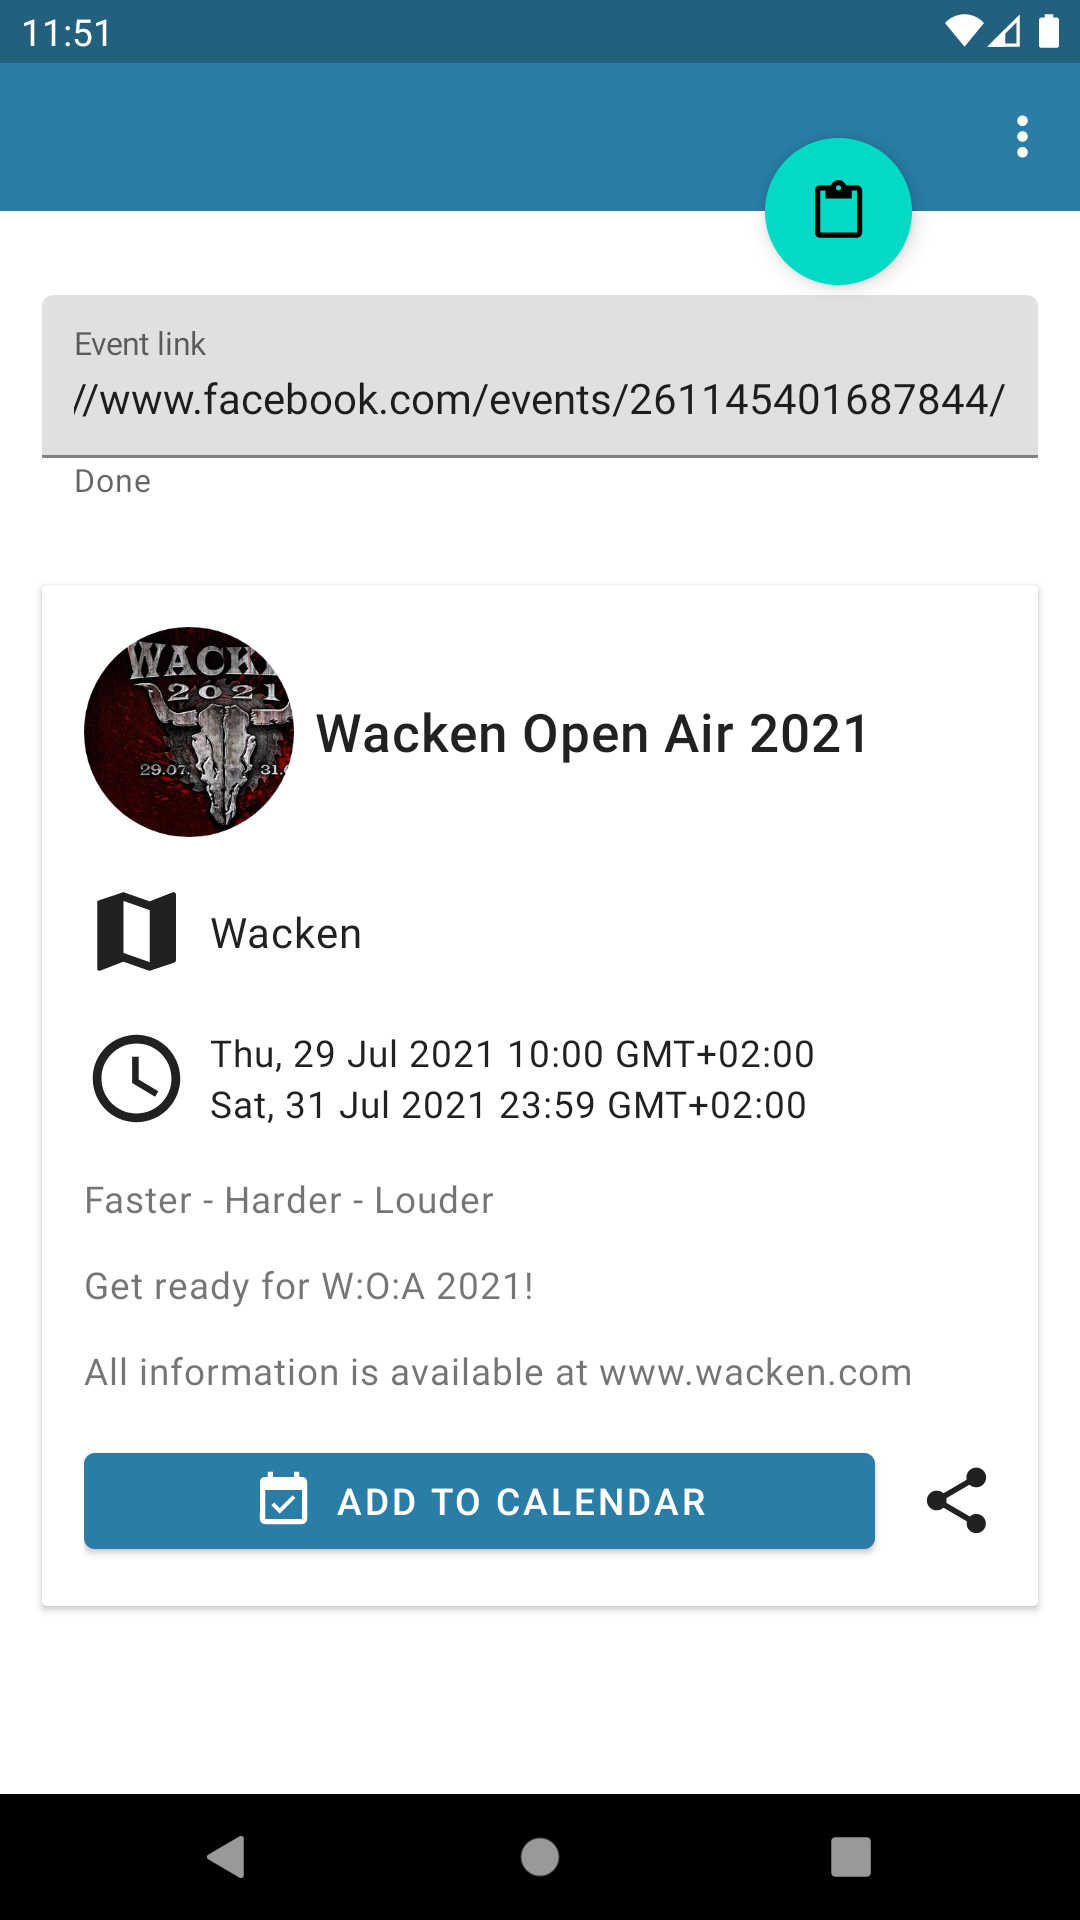 11:51
Event link
//www.facebook.com/events/261145401687844/
Done
WACK
2021
29.07.
31.
Wacken Open Air 2021
Wacken
Thu, 29 Jul 2021 10:00 GMT+02:00
Sat, 31 Jul 2021 23:59 GMT+02:00
Faster - Harder - Louder
Get ready for W:O:A 2021!
All information is available at www.wacken.com
ADD TO CALENDAR